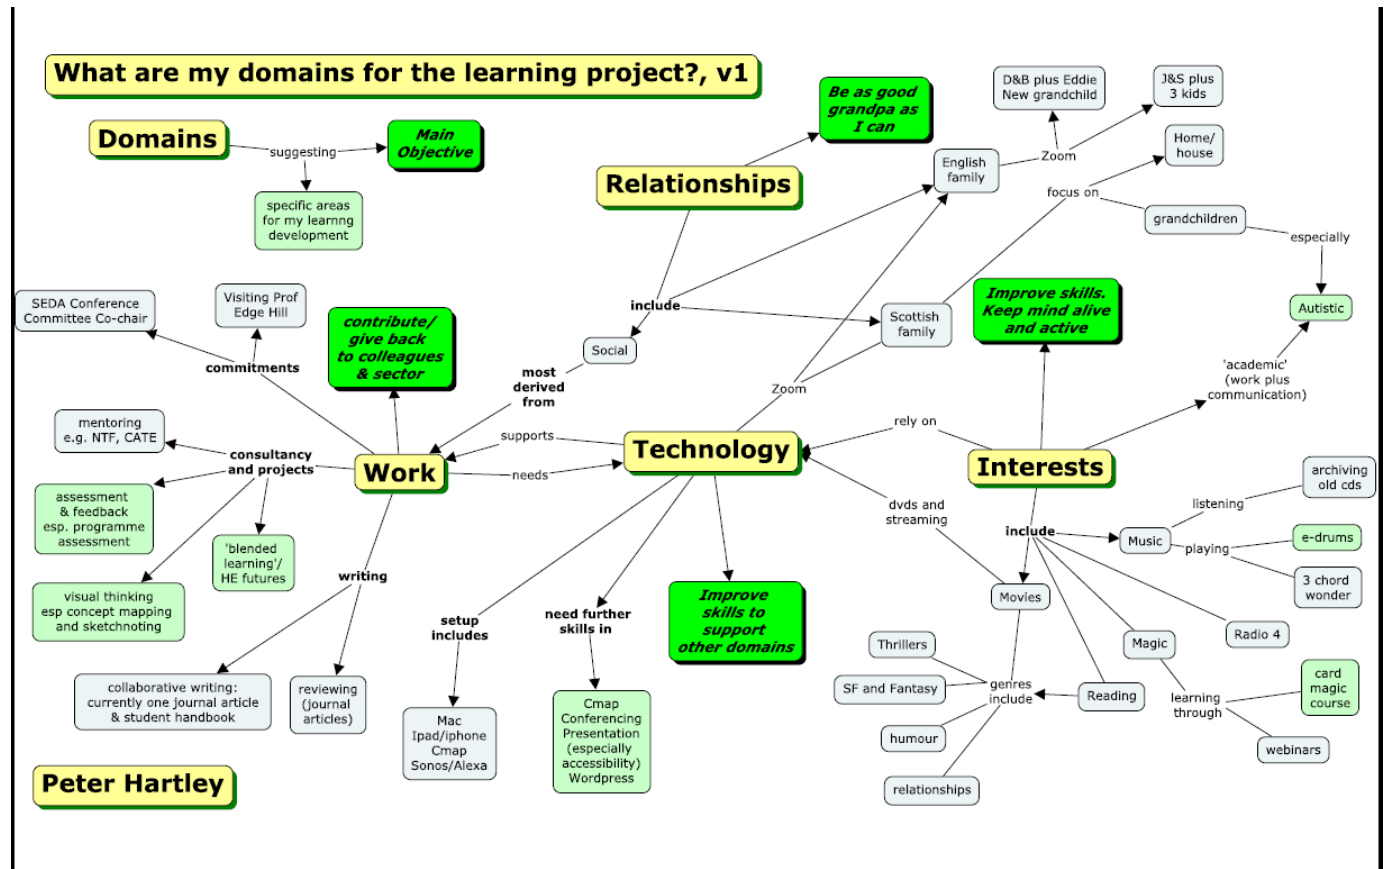 What are my domains for the learning project?, v1
Domains
suggesting
Main
Objective
specific areas
for my learnng
development
Relationships
Be as good
grandpa as
I can
include
Social
most
derived
from
English
family
Zoom
D&B plus Eddie
New grandchild
J&S plus
3 kids
Scottish
family
focus on
Home/
house
grandchildren
especially
Autistic
Zoom
SEDA Conference
Committee Co-chair
Visiting Prof
Edge Hill
commitments
contribute/
give back
to colleagues
& sector
Work
supports
needs
mentoring
e.g. NTF, CATE
consultancy
and projects
assessment
& feedback
esp. programme
assessment
'blended
learning'/
HE futures
visual thinking
esp concept mapping
and sketchnoting
writing
collaborative writing:
currently one journal article
& student handbook
reviewing
(journal
articles)
Technology
setup
includes
Mac
Ipad/iphone
Cmap
Sonos/Alexa
need further
skills in
Cmap
Conferencing
Presentation
(especially
accessibility)
Wordpress
Improve
skills to
support
other domains
rely on
dvds and
streaming
Interests
Improve skills.
Keep mind alive
and active
'academic'
(work plus
communication)
include
Music
listening
archiving
old cds
playing
e-drums
3 chord
wonder
Movies
Radio 4
Magic
learning
through
card
magic
course
webinars
Reading
genres
include
Thrillers
SF and Fantasy
humour
relationships
Peter Hartley